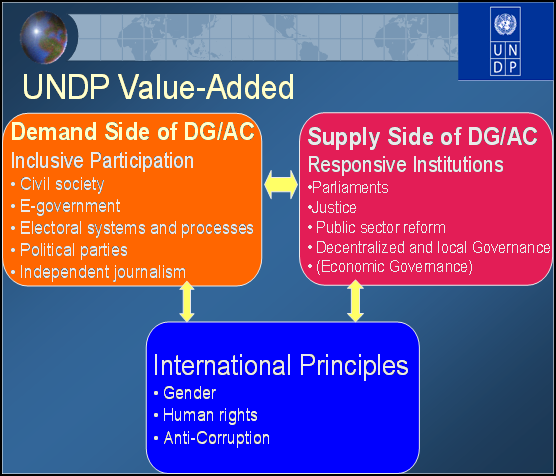 UN
DP
UNDP Value-Added
Demand Side of DG/AC
Inclusive Participation
• Civil society
• E-government
• Electoral systems and processes
• Political parties
• Independent journalism
Supply Side of DG/AC
Responsive Institutions
•Parliaments
•Justice
• Public sector reform
• Decentralized and local Governance
• (Economic Governance)
International Principles
• Gender
• Human rights
• Anti-Corruption